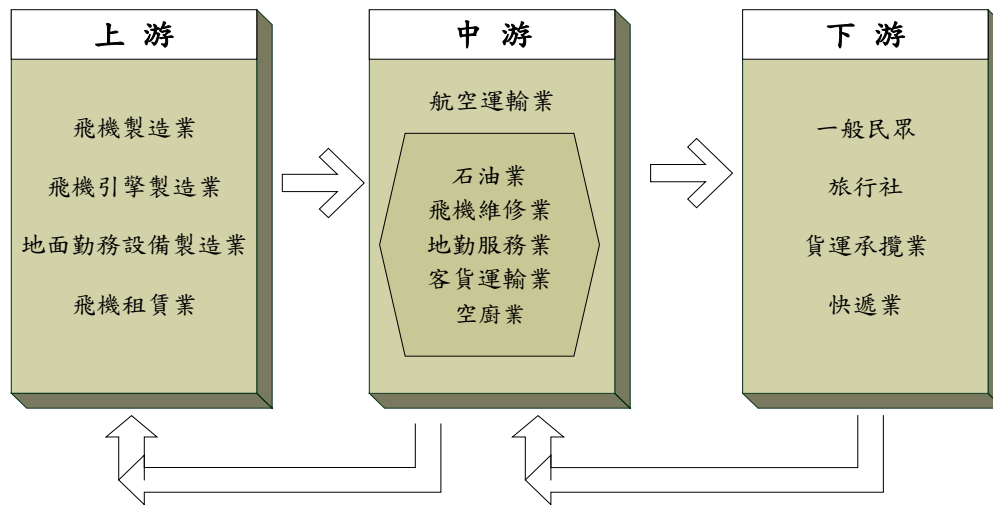 上游
飛機製造業
飛機引擎製造業
地面勤務設備製造業
飛機租賃業
中游
航空運輸業
石油業
飛機維修業
地勤服務業
客貨運輸業
空廚業
下游
一般民眾
旅行社
貨運承攬業
快遞業